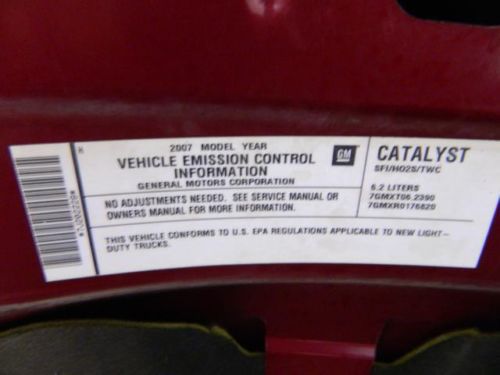 2007 MODEL YEAR
VEHICLE EMISSION CONTROL
INFORMATION
GENERAL MOTORS CORPORATION
GM
CATALYST
SFI/HO2S/TWC
NO ADJUSTMENTS NEEDED. SEE SERVICE MANUAL OR
OWNERS MANUAL FOR MORE INFORMATION.
6.2 LITERS
7GMXT06.2390
7GMXR0176820
THIS VEHICLE CONFORMS TO U.S. EPA REGULATIONS APPLICABLE TO NEW LIGHT-
DUTY TRUCKS.